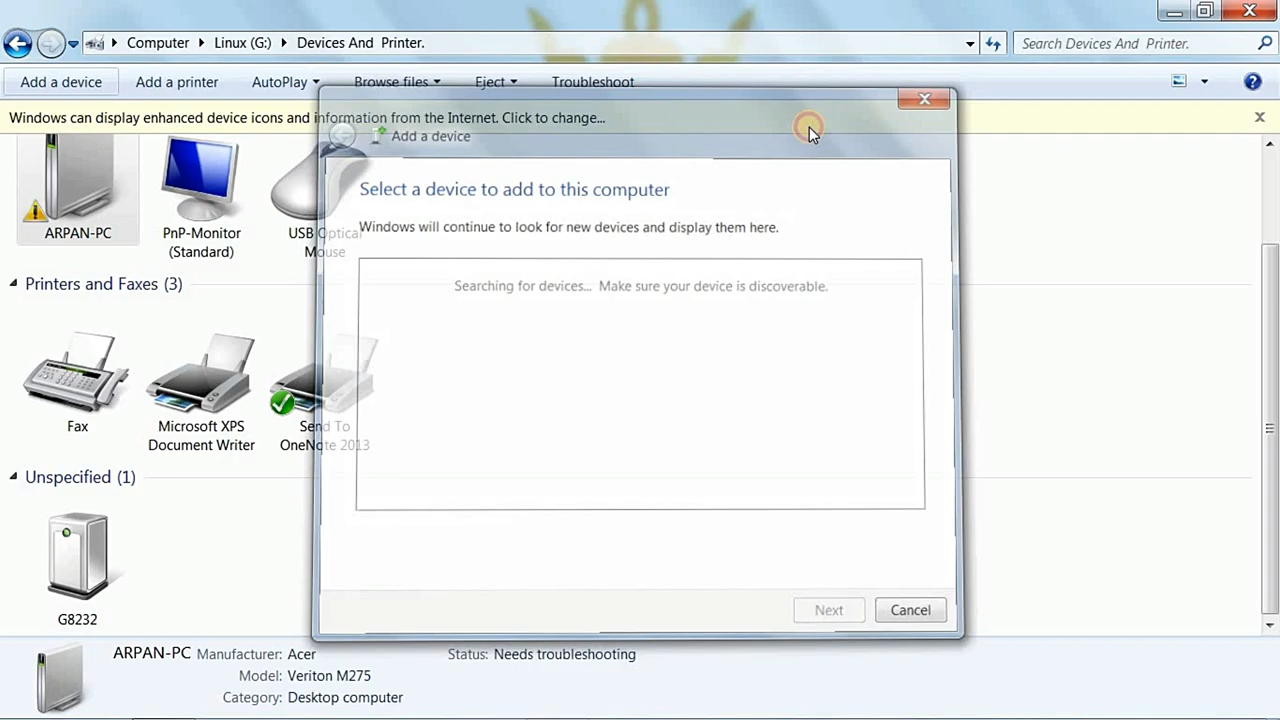 Computer Linux (G:) Devices And Printer.
Search Devices And Printer.
Add a device Add a printer AutoPlay Browse files Eject Troubleshoot
Windows can display enhanced device icons and information from the Internet. Click to change...
Add a device
Select a device to add to this computer
Windows will continue to look for new devices and display them here.
Searching for devices... Make sure your device is discoverable.
Next Cancel
ARPAN-PC
PnP-Monitor
(Standard)
USB Optical
Mouse
Printers and Faxes (3)
Fax
Microsoft XPS
Document Writer
Send To
OneNote 2013
Unspecified (1)
G8232
ARPAN-PC Manufacturer: Acer
Model: Veriton M275
Category: Desktop computer
Status: Needs troubleshooting